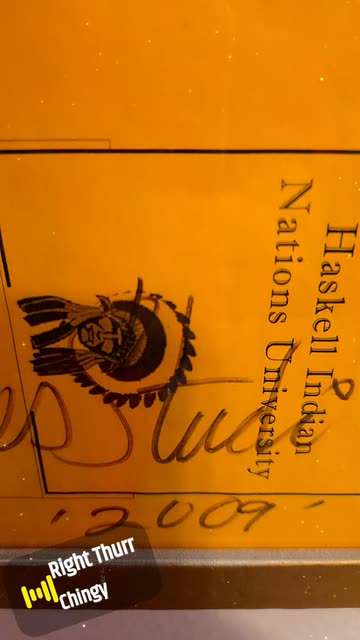 Haskell Indian
Nations University
'2009'
Right Thurr
Chingy